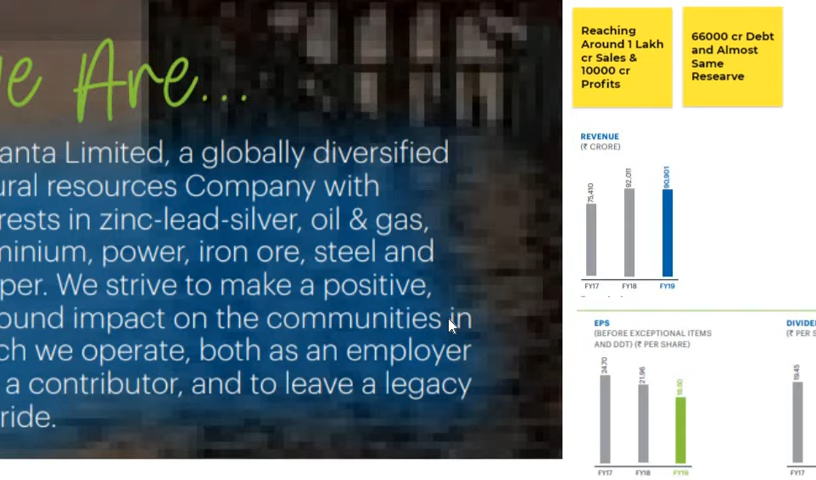 e Are...
anta Limited, a globally diversified
ural resources Company with
rests in zinc-lead-silver, oil & gas,
minium, power, iron ore, steel and
per. We strive to make a positive,
ound impact on the communities in
ch we operate, both as an employer
a contributor, and to leave a legacy
ride.
Reaching
Around 1 Lakh
cr Sales &
10000 cr
Profits
66000 cr Debt
and Almost
Same
Researve
REVENUE
(₹ CRORE)
75,410
92,011
90,901
FY17
FY18
FY19
EPS
(BEFORE EXCEPTIONAL ITEMS
AND DDT) (₹ PER SHARE)
24.70
21.96
FY17
FY18
FY19
DIVIDE
(₹ PER S
19.45
FY17